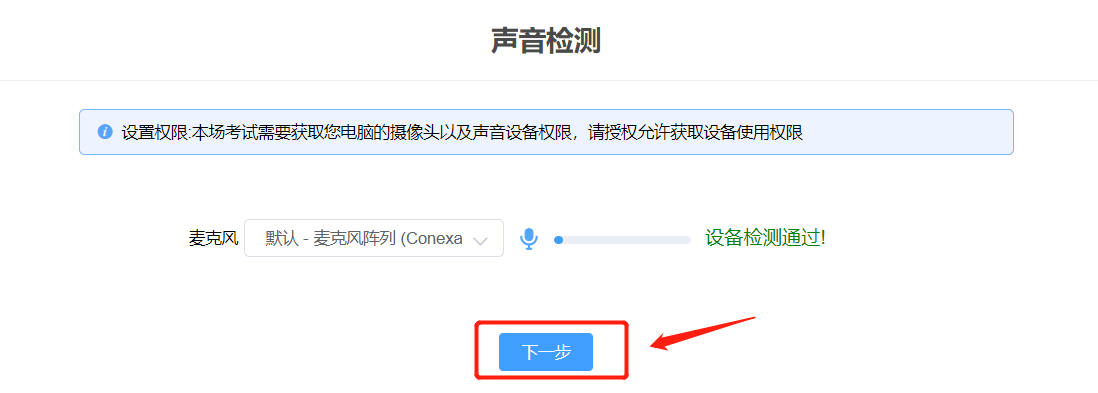 声音检测
设置权限:本场考试需要获取您电脑的摄像头以及声音设备权限，请授权允许获取设备使用权限
麦克风 默认 - 麦克风阵列 (Conexa 设备检测通过!
下一步